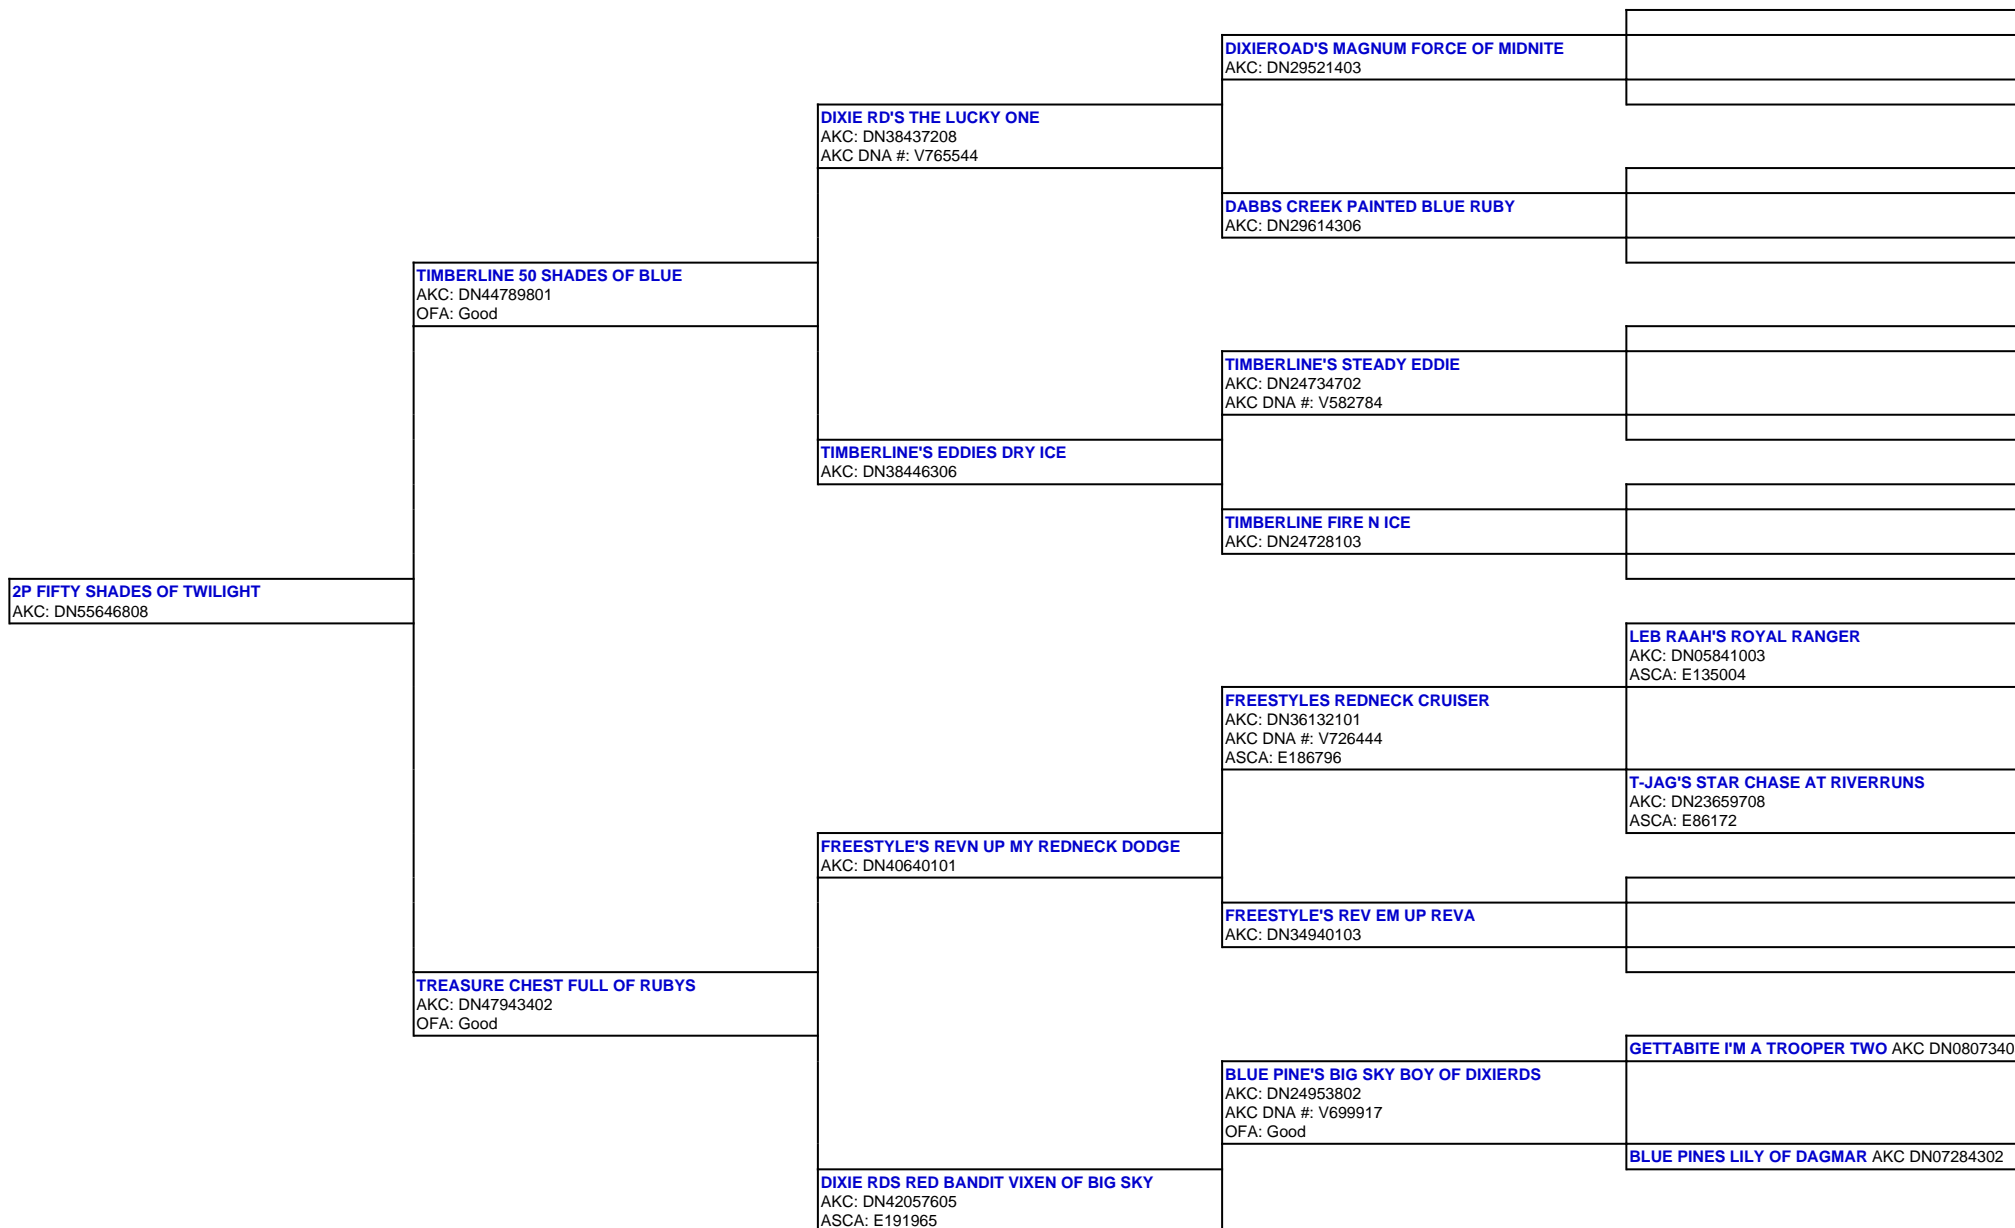 DIXIEROAD'S MAGNUM FORCE OF MIDNITE
AKC: DN29521403
DIXIE RD'S THE LUCKY ONE
AKC: DN38437208
AKC DNA #: V765544
DABBS CREEK PAINTED BLUE RUBY
AKC: DN29614306
TIMBERLINE 50 SHADES OF BLUE
AKC: DN44789801
OFA: Good
TIMBERLINE'S STEADY EDDIE
AKC: DN24734702
AKC DNA #: V582784
TIMBERLINE'S EDDIES DRY ICE
AKC: DN38446306
TIMBERLINE FIRE N ICE
AKC: DN24728103
2P FIFTY SHADES OF TWILIGHT
AKC: DN55646808
LEB RAAH'S ROYAL RANGER
AKC: DN05841003
ASCA: E135004
FREESTYLES REDNECK CRUISER
AKC: DN36132101
AKC DNA #: V726444
ASCA: E186796
T-JAG'S STAR CHASE AT RIVERRUNS
AKC: DN23659708
ASCA: E86172
FREESTYLE'S REVN UP MY REDNECK DODGE
AKC: DN40640101
FREESTYLE'S REV EM UP REVA
AKC: DN34940103
TREASURE CHEST FULL OF RUBYS
AKC: DN47943402
OFA: Good
GETTABITE I'M A TROOPER TWO AKC DN0807340
BLUE PINE'S BIG SKY BOY OF DIXIERDS
AKC: DN24953802
AKC DNA #: V699917
OFA: Good
BLUE PINES LILY OF DAGMAR AKC DN07284302
DIXIE RDS RED BANDIT VIXEN OF BIG SKY
AKC: DN42057605
ASCA: E191965